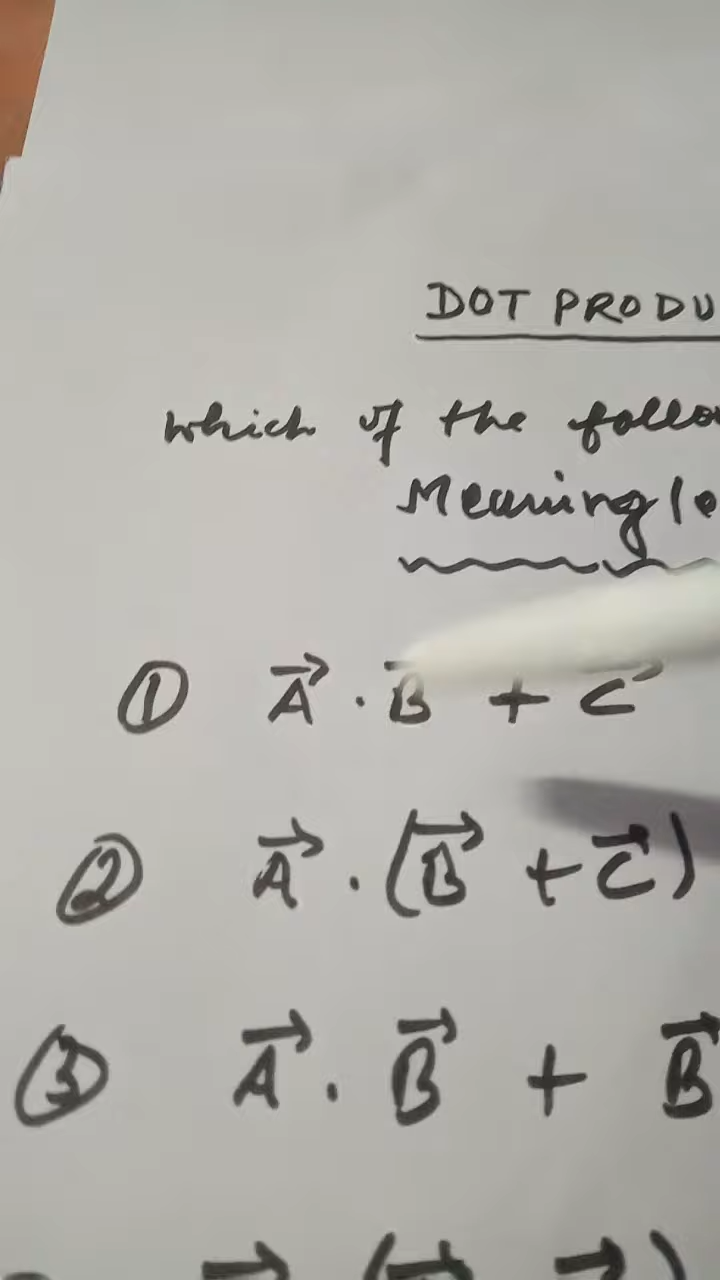 DOT PRODU
which of the follo
Meaningle
① A⃗ . B⃗ + C⃗
② A⃗ . (B⃗ + C⃗)
③ A⃗ . B⃗ + B⃗